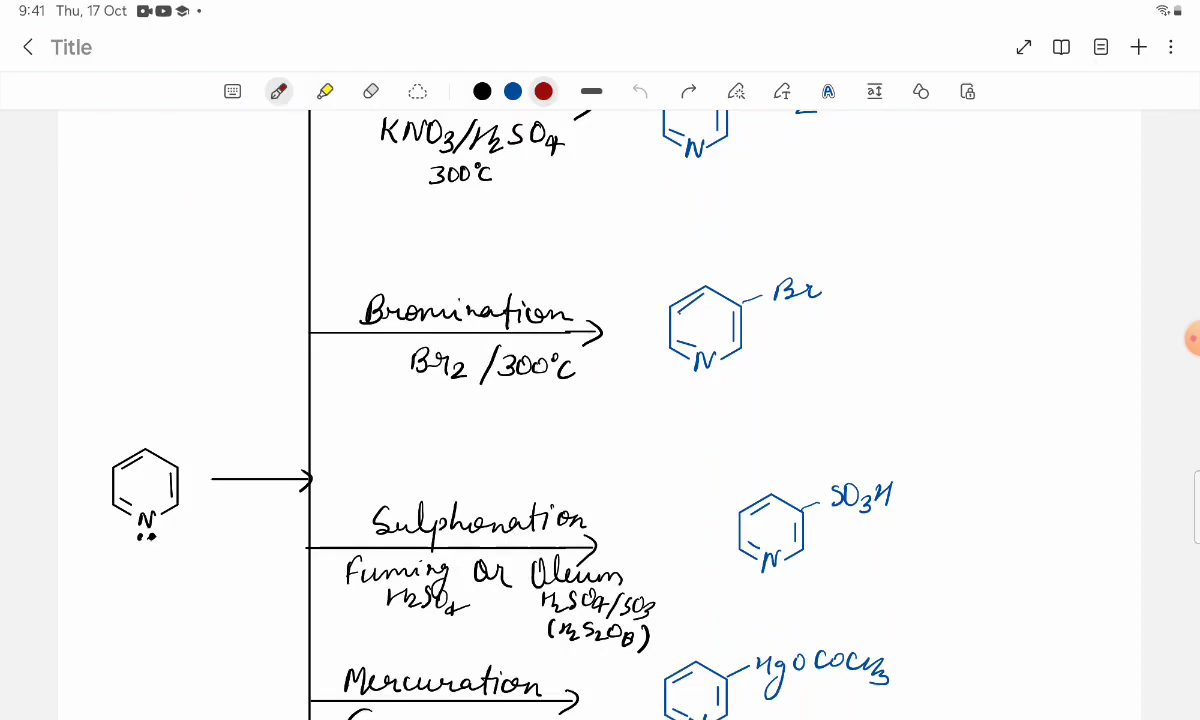 9:41 Thu, 17 Oct
Title
A
KNO3/H2SO4
300°C
N
Bromination
Br2 /300°C
Br
N
N
Sulphonation
Fuming or Oleum
H2SO4 H2SO4/SO3
(H2S2O8)
SO3H
N
Mercuration
HgOCOCH3